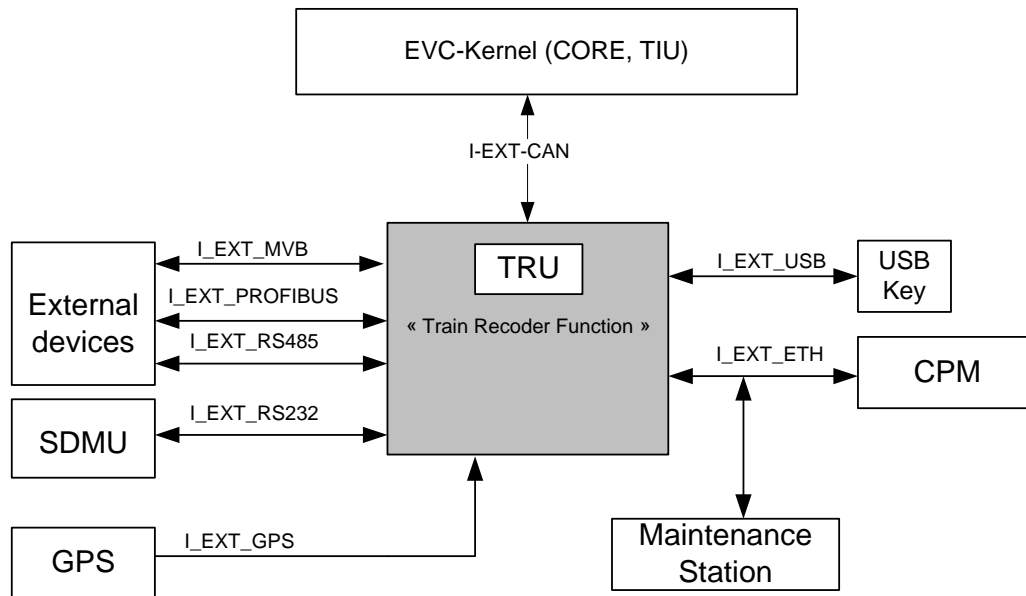 EVC-Kernel (CORE, TIU)
I-EXT-CAN
External
devices
I_EXT_MVB
I_EXT_PROFIBUS
I_EXT_RS485
TRU
« Train Recoder Function »
I_EXT_USB
USB
Key
I_EXT_ETH
CPM
SDMU
I_EXT_RS232
GPS
I_EXT_GPS
Maintenance
Station